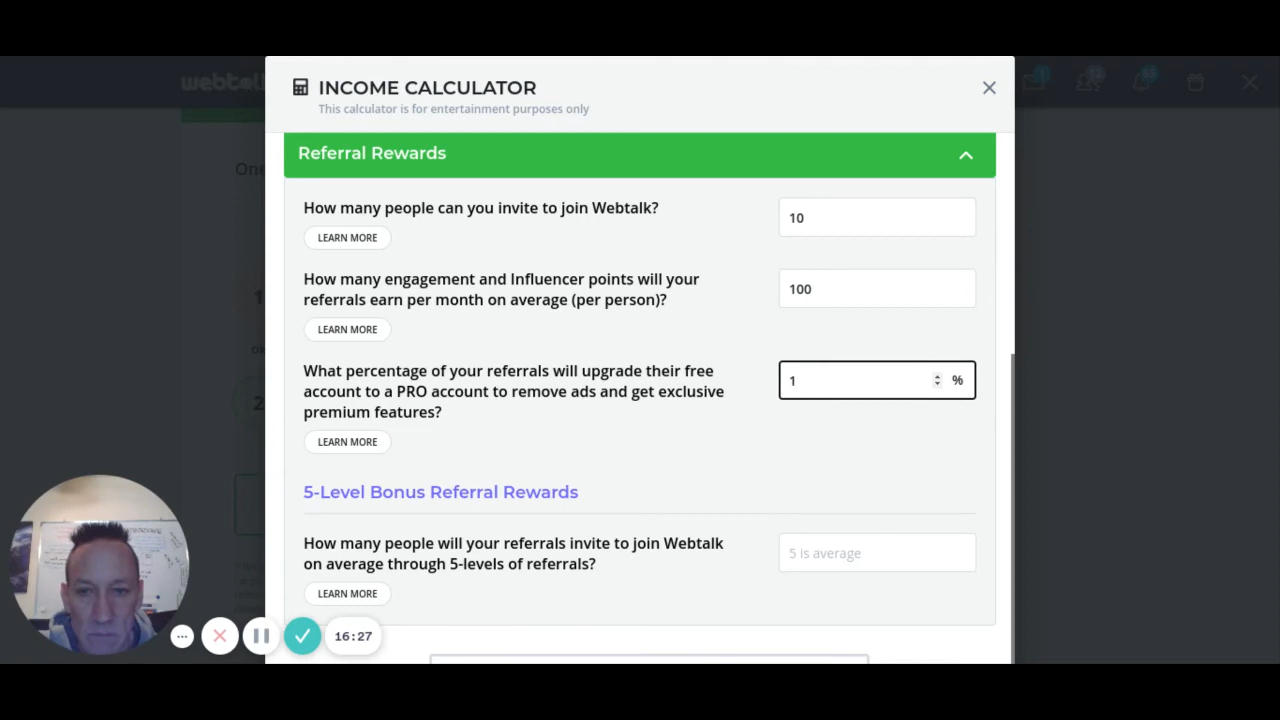 webtalk
INCOME CALCULATOR
This calculator is for entertainment purposes only
Referral Rewards
One
How many people can you invite to join Webtalk?
10
LEARN MORE
How many engagement and Influencer points will your
referrals earn per month on average (per person)?
100
LEARN MORE
What percentage of your referrals will upgrade their free
account to a PRO account to remove ads and get exclusive
premium features?
1 %
LEARN MORE
5-Level Bonus Referral Rewards
How many people will your referrals invite to join Webtalk
on average through 5-levels of referrals?
5 is average
LEARN MORE
16:27